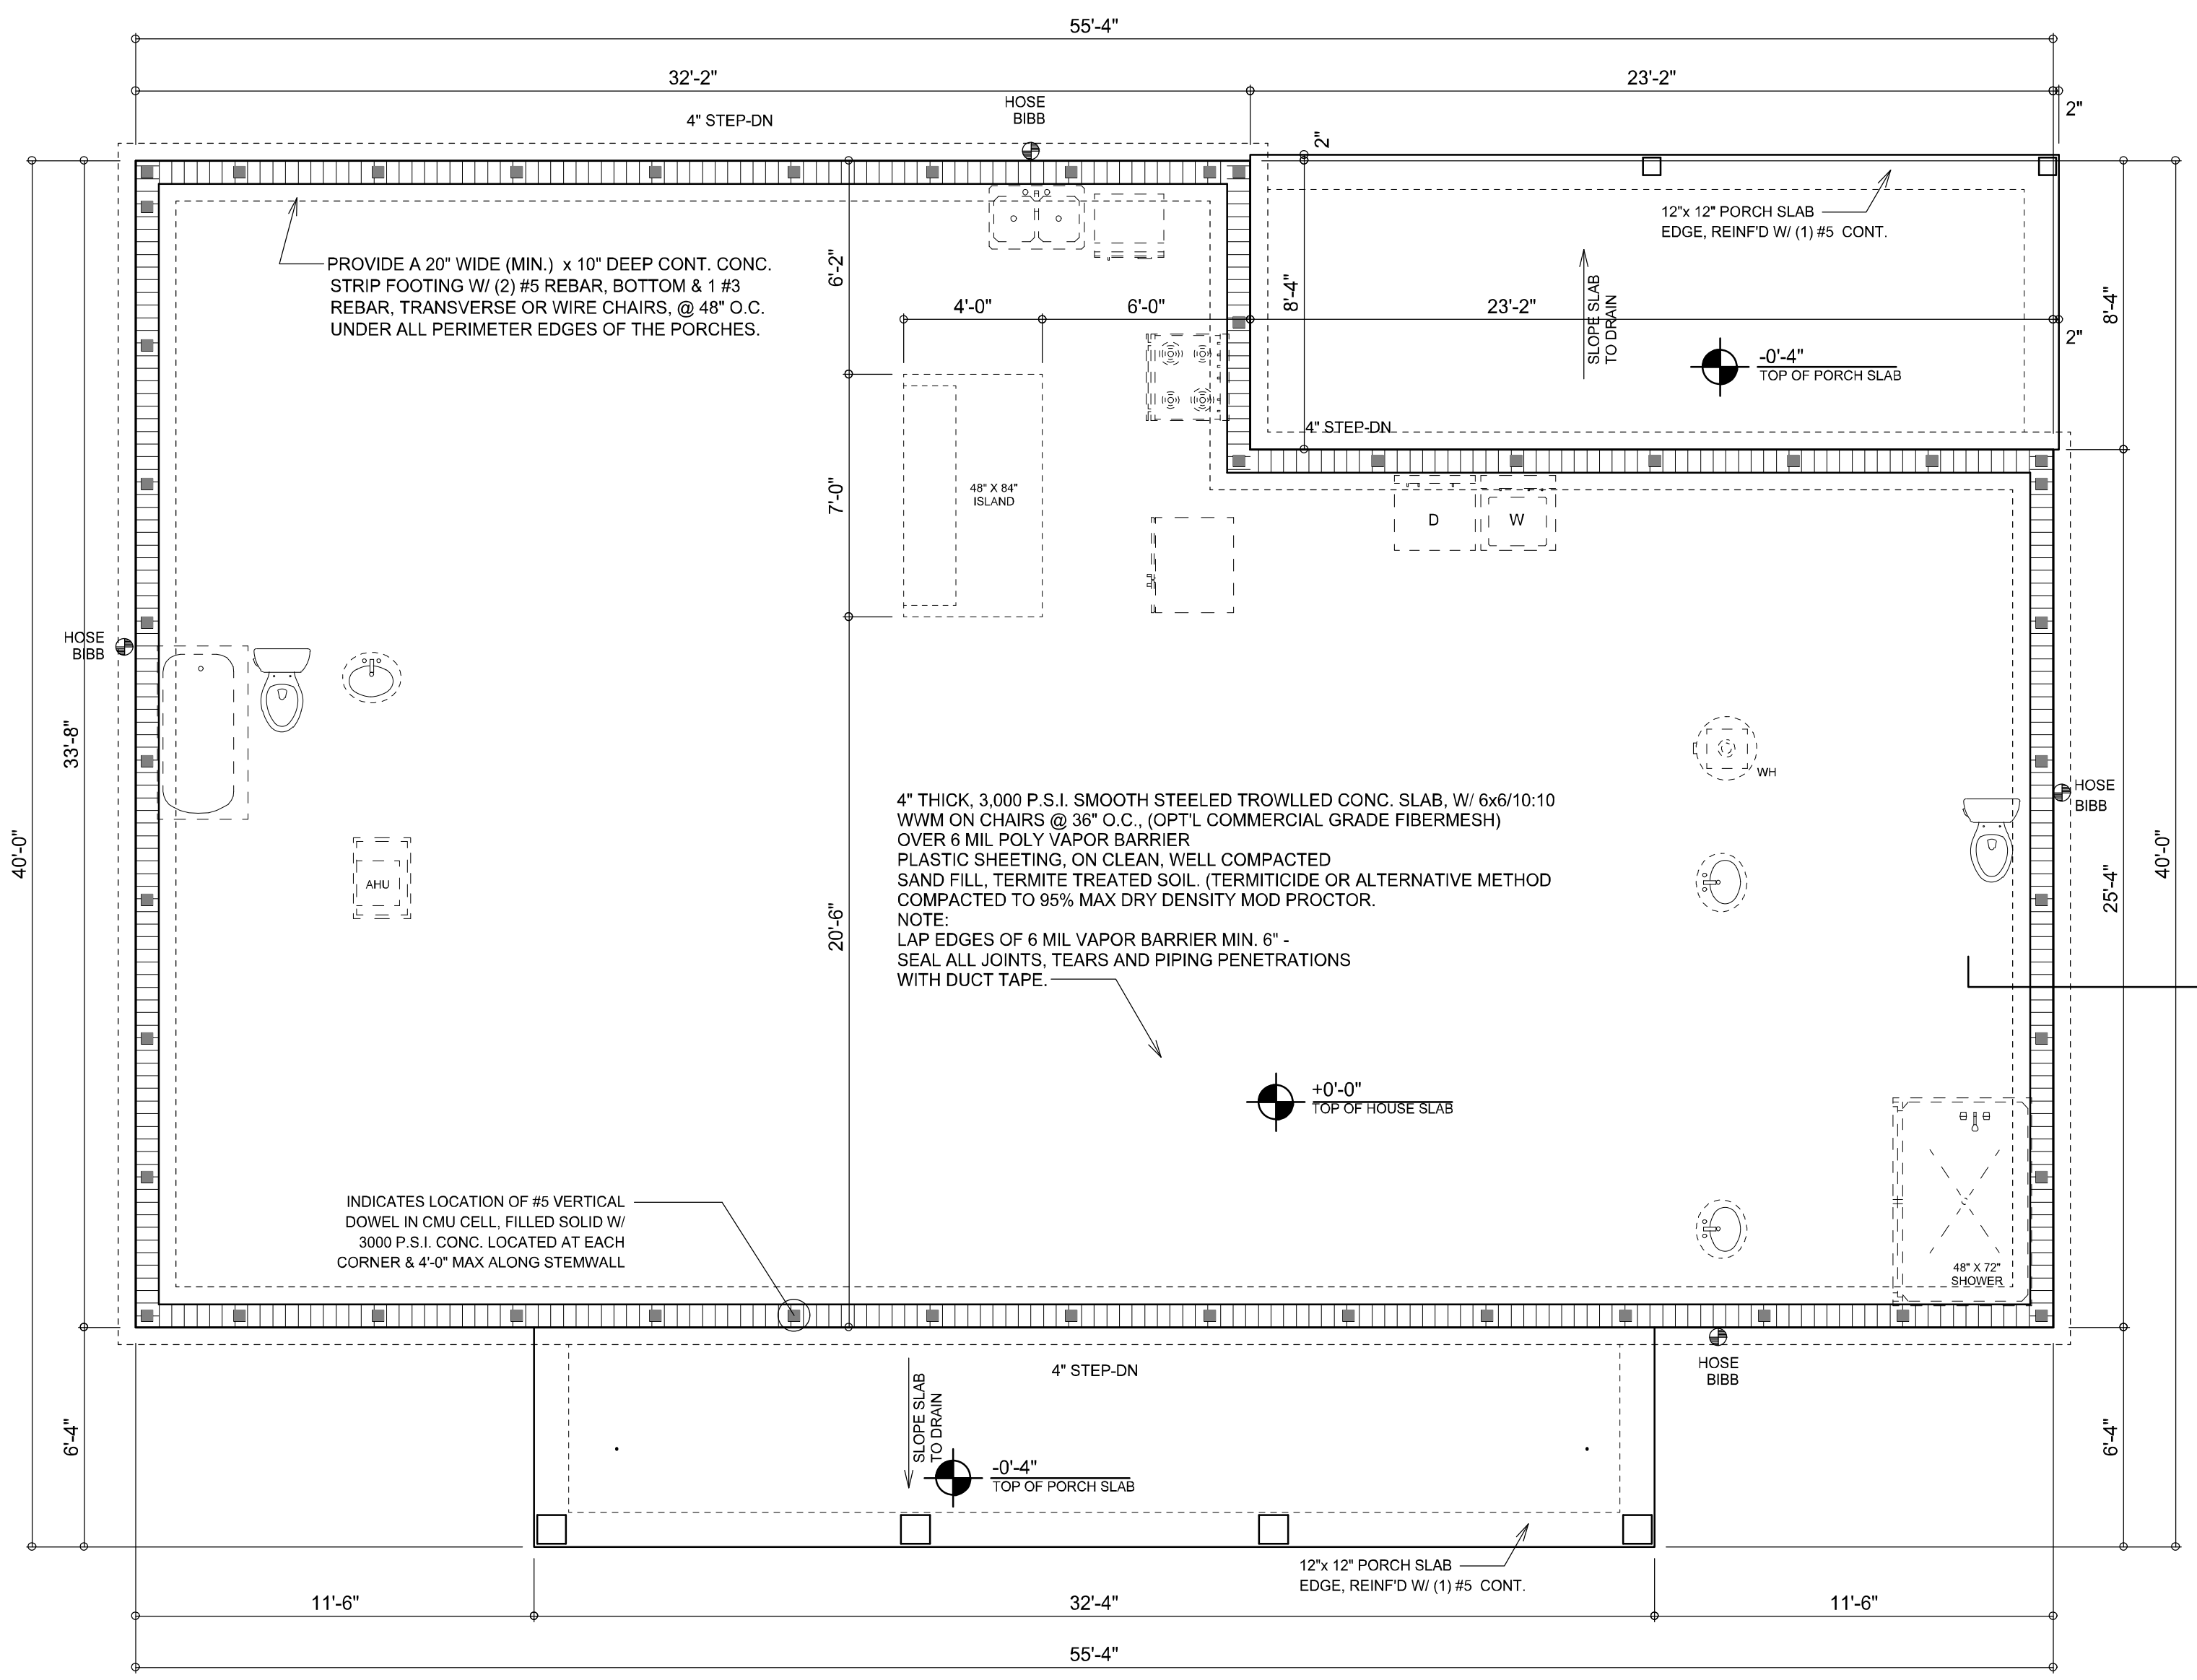 55'-4"
32'-2"
23'-2"
2"
4" STEP-DN
HOSE
BIBB
2"
12"x 12" PORCH SLAB
EDGE, REINF'D W/ (1) #5 CONT.
PROVIDE A 20" WIDE (MIN.) x 10" DEEP CONT. CONC.
STRIP FOOTING W/ (2) #5 REBAR, BOTTOM & 1 #3
REBAR, TRANSVERSE OR WIRE CHAIRS, @ 48" O.C.
UNDER ALL PERIMETER EDGES OF THE PORCHES.
6'-2"
4'-0"
6'-0"
8'-4"
23'-2"
SLOPE SLAB
TO DRAIN
8'-4"
2"
-0'-4"
TOP OF PORCH SLAB
4" STEP-DN
7'-0"
48" X 84"
ISLAND
D
W
HOSE
BIBB
33'-8"
40'-0"
AHU
WH
HOSE
BIBB
4" THICK, 3,000 P.S.I. SMOOTH STEELED TROWLLED CONC. SLAB, W/ 6x6/10:10
WWM ON CHAIRS @ 36" O.C., (OPT'L COMMERCIAL GRADE FIBERMESH)
OVER 6 MIL POLY VAPOR BARRIER
PLASTIC SHEETING, ON CLEAN, WELL COMPACTED
SAND FILL, TERMITE TREATED SOIL. (TERMITICIDE OR ALTERNATIVE METHOD
COMPACTED TO 95% MAX DRY DENSITY MOD PROCTOR.
NOTE:
LAP EDGES OF 6 MIL VAPOR BARRIER MIN. 6" -
SEAL ALL JOINTS, TEARS AND PIPING PENETRATIONS
WITH DUCT TAPE.
20'-6"
25'-4"
40'-0"
+0'-0"
TOP OF HOUSE SLAB
INDICATES LOCATION OF #5 VERTICAL
DOWEL IN CMU CELL, FILLED SOLID W/
3000 P.S.I. CONC. LOCATED AT EACH
CORNER & 4'-0" MAX ALONG STEMWALL
48" X 72"
SHOWER
4" STEP-DN
HOSE
BIBB
SLOPE SLAB
TO DRAIN
6'-4"
6'-4"
-0'-4"
TOP OF PORCH SLAB
12"x 12" PORCH SLAB
EDGE, REINF'D W/ (1) #5 CONT.
11'-6"
32'-4"
11'-6"
55'-4"